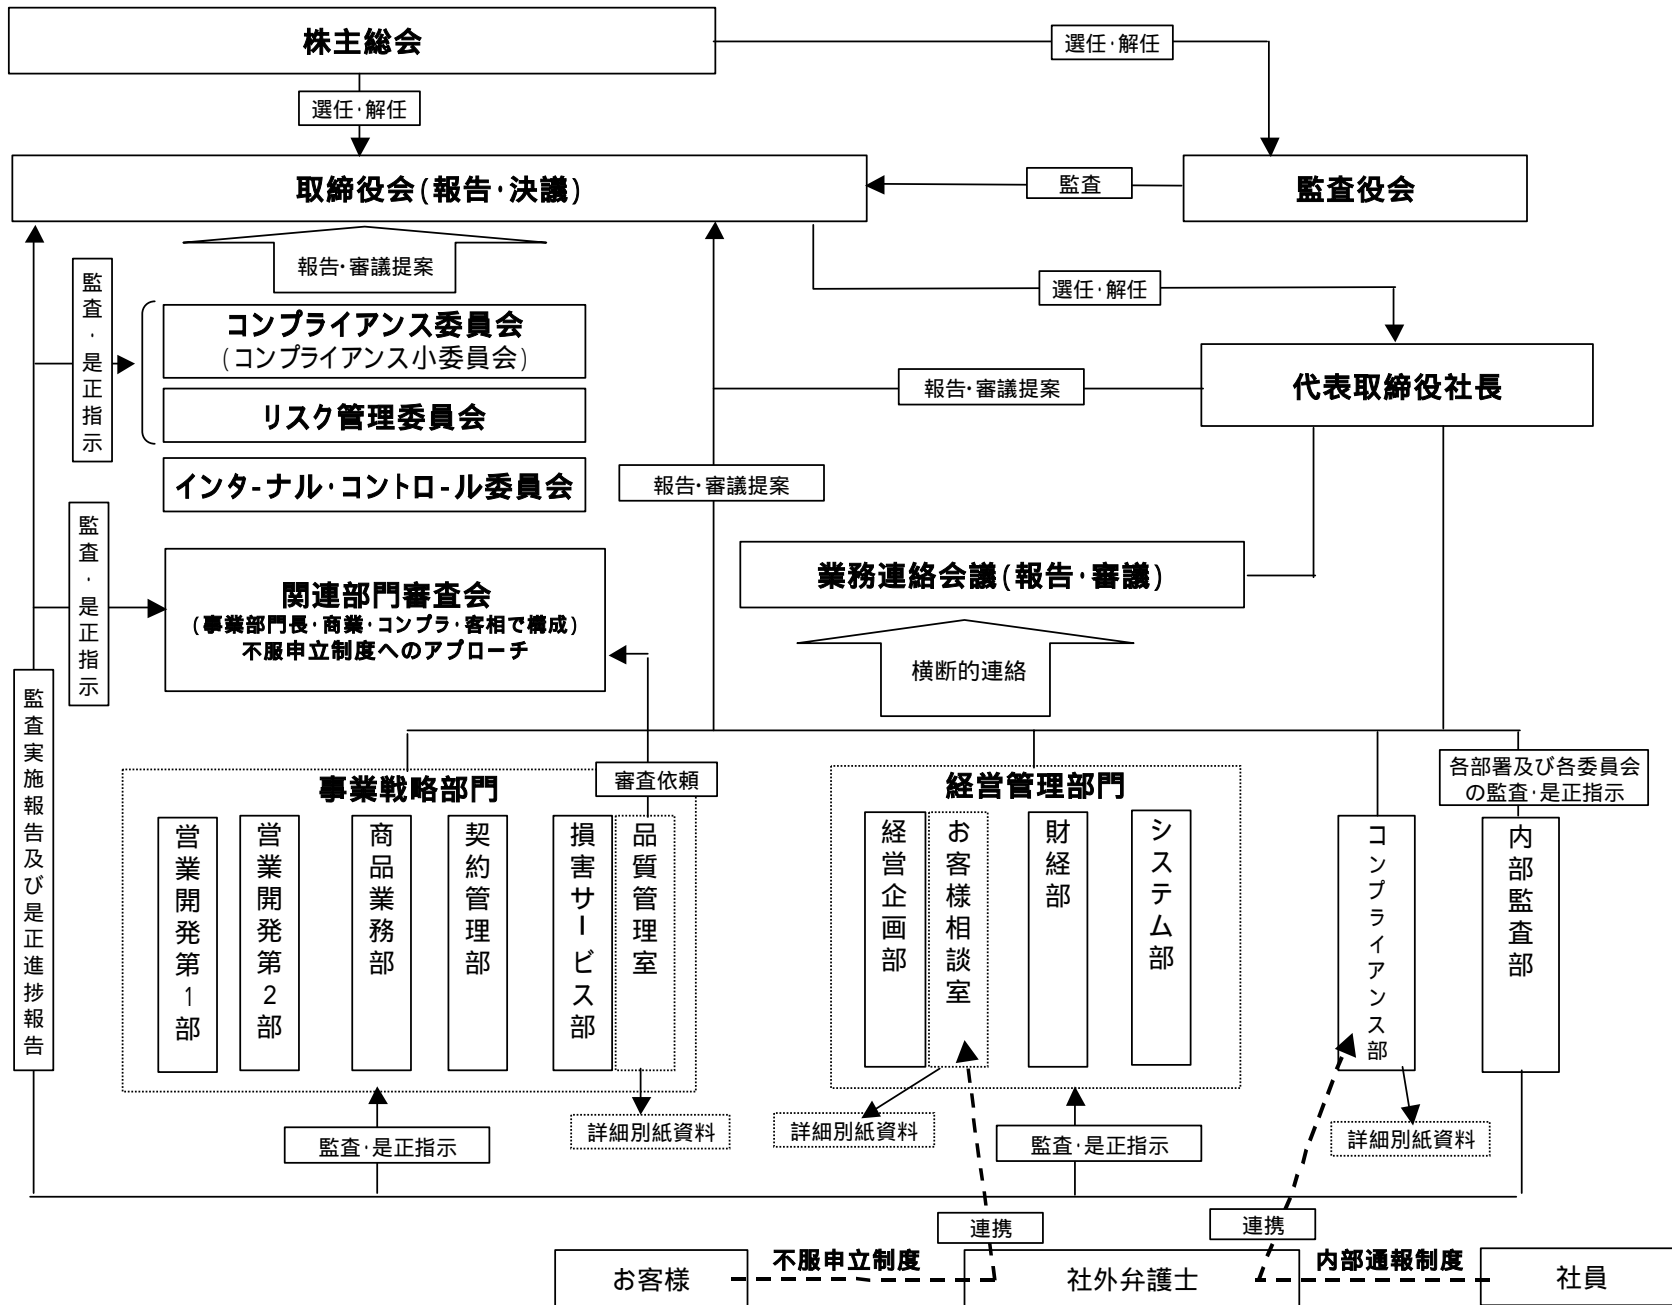 株主総会
選任・解任
選任・解任
取締役会(報告・決議)
監査
監査役会
報告・審議提案
選任・解任
監査・是正指示
コンプライアンス委員会
(コンプライアンス小委員会)
リスク管理委員会
インタ-ナル・コントロ-ル委員会
報告・審議提案
代表取締役社長
報告・審議提案
監査・是正指示
関連部門審査会
(事業部門長・商業・コンプラ・客相で構成)
不服申立制度へのアプローチ
業務連絡会議(報告・審議)
横断的連絡
監査実施報告及び是正進捗報告
事業戦略部門
審査依頼
経営管理部門
各部署及び各委員会
の監査・是正指示
営業開発第1部
営業開発第2部
商品業務部
契約管理部
損害サービス部
品質管理室
経営企画部
お客様相談室
財経部
システム部
コンプライアンス部
内部監査部
監査・是正指示
詳細別紙資料
詳細別紙資料
監査・是正指示
詳細別紙資料
連携
連携
お客様
不服申立制度
社外弁護士
内部通報制度
社員